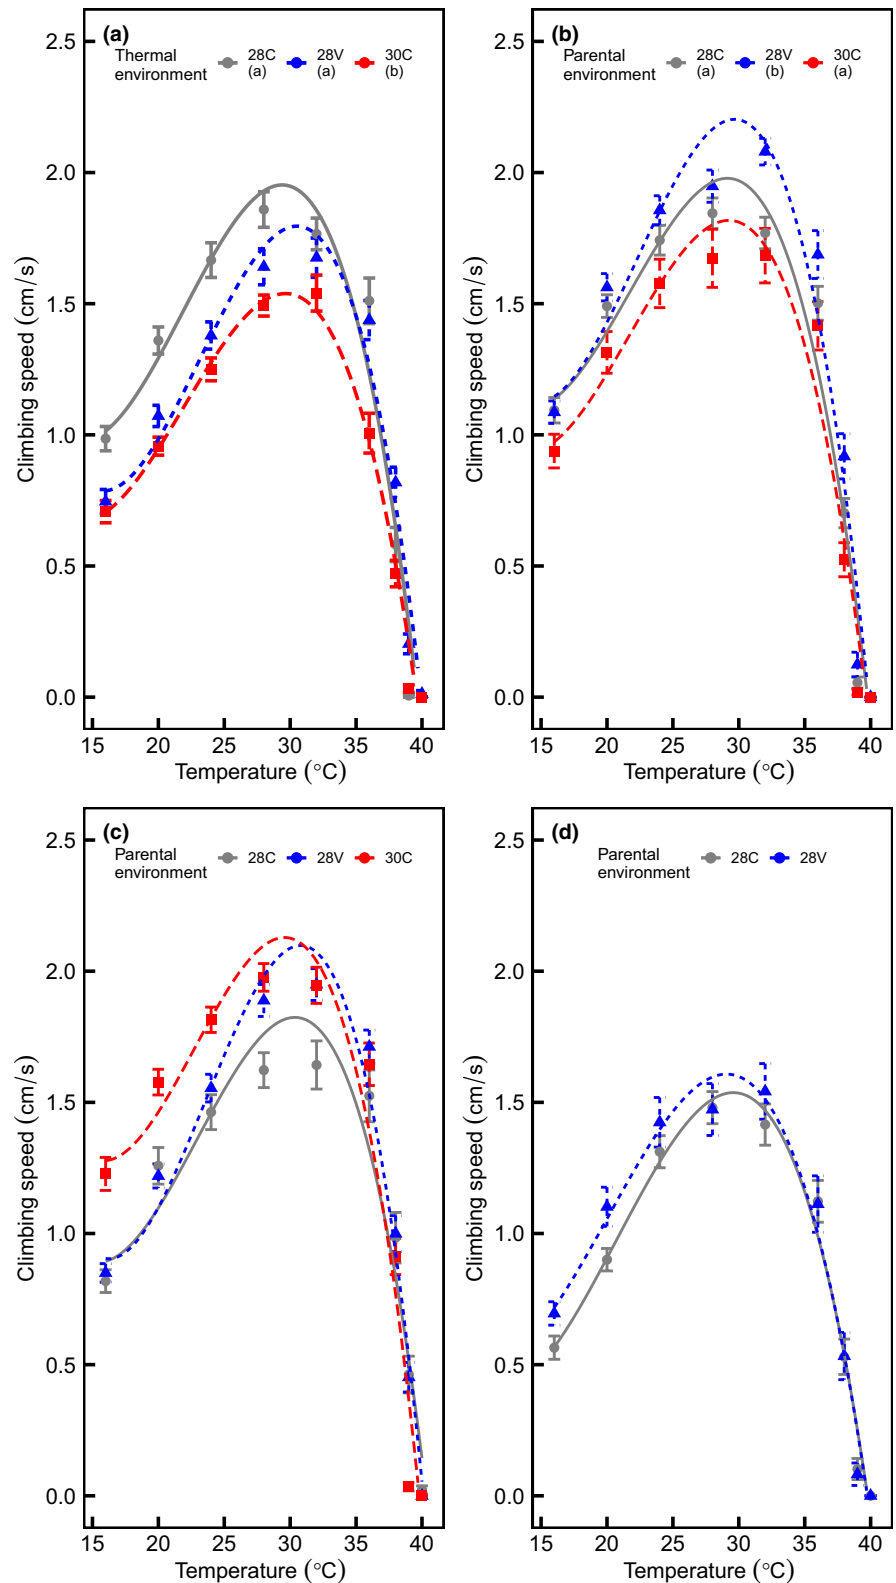 (a)
Thermal environment
28C (a)
28V (a)
30C (b)
Climbing speed (cm/s)
2.5
2.0
1.5
1.0
0.5
0.0
15 20 25 30 35 40
Temperature (°C)
(b)
Parental environment
28C (a)
28V (b)
30C (a)
Climbing speed (cm/s)
2.5
2.0
1.5
1.0
0.5
0.0
15 20 25 30 35 40
Temperature (°C)
(c)
Parental environment
28C
28V
30C
Climbing speed (cm/s)
2.5
2.0
1.5
1.0
0.5
0.0
15 20 25 30 35 40
Temperature (°C)
(d)
Parental environment
28C
28V
Climbing speed (cm/s)
2.5
2.0
1.5
1.0
0.5
0.0
15 20 25 30 35 40
Temperature (°C)